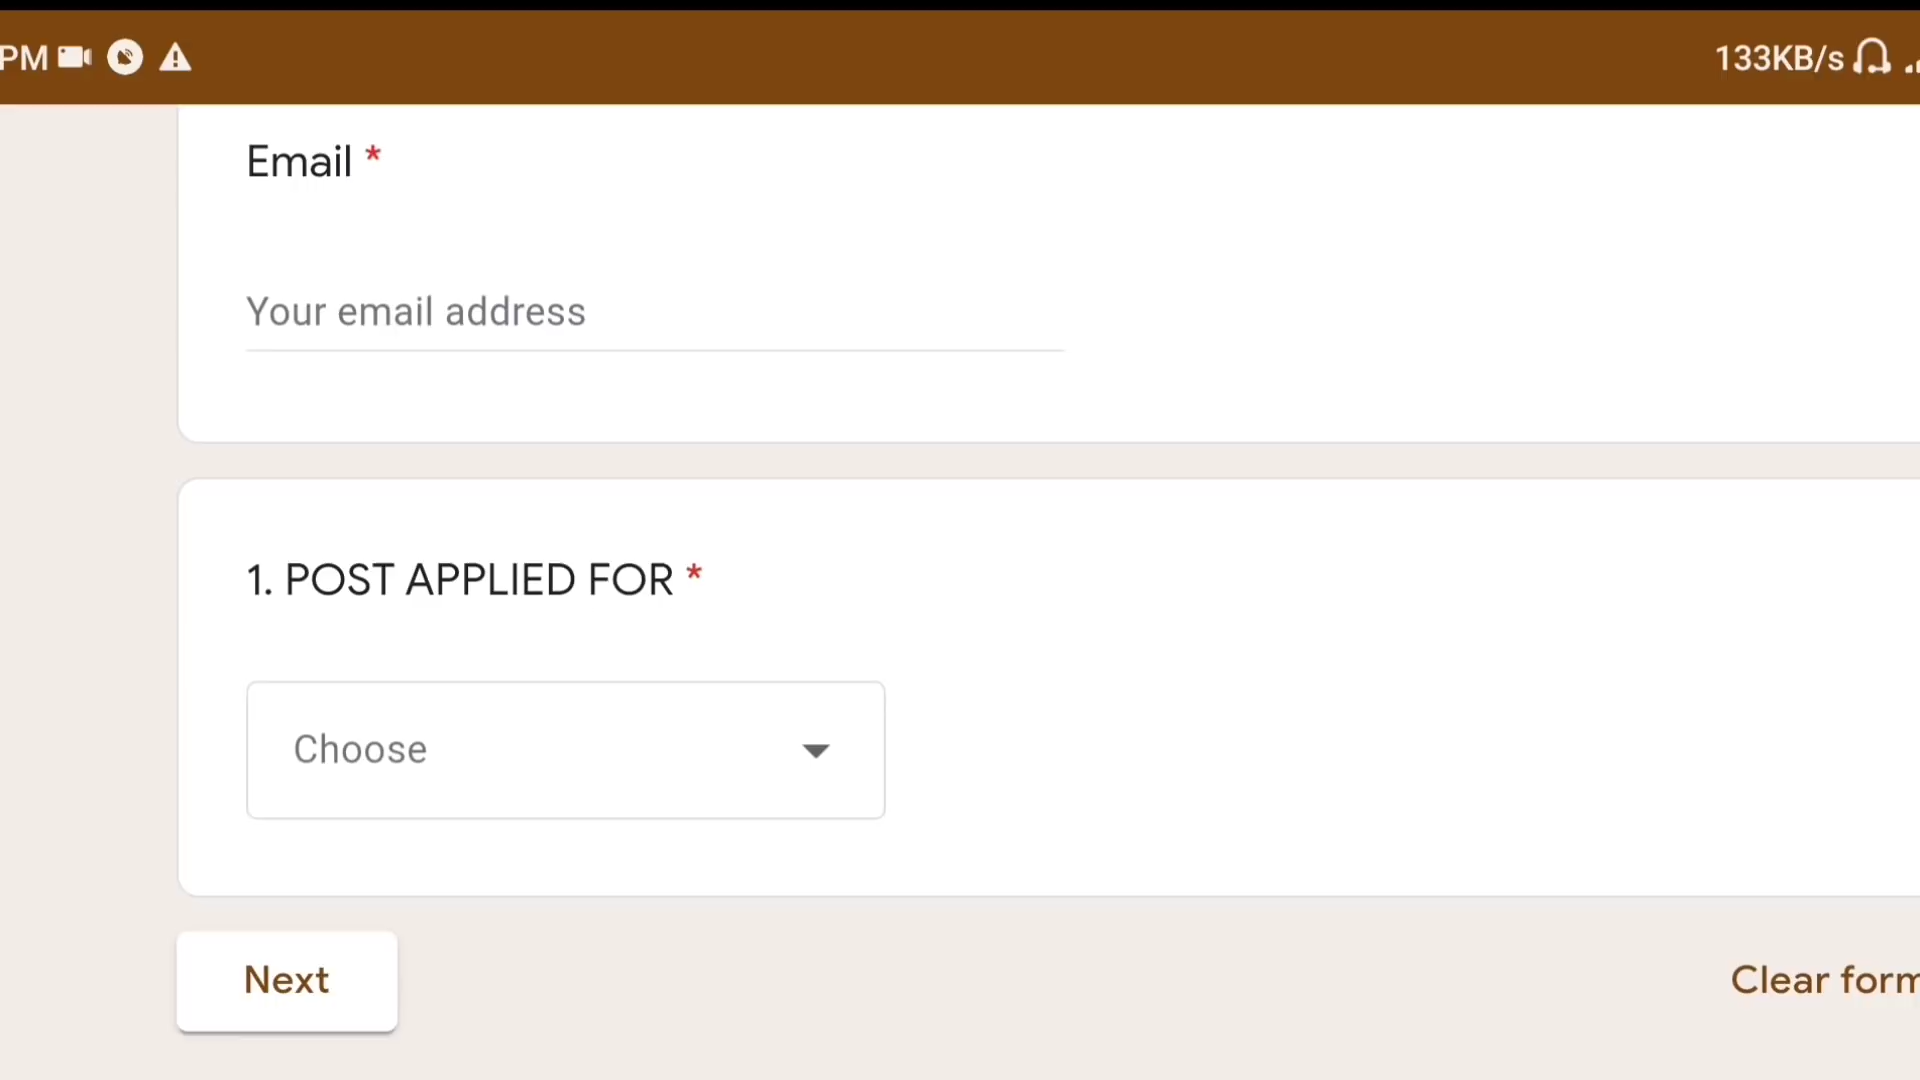 PM 133KB/s
Email *
Your email address
1. POST APPLIED FOR *
Choose
Next Clear form